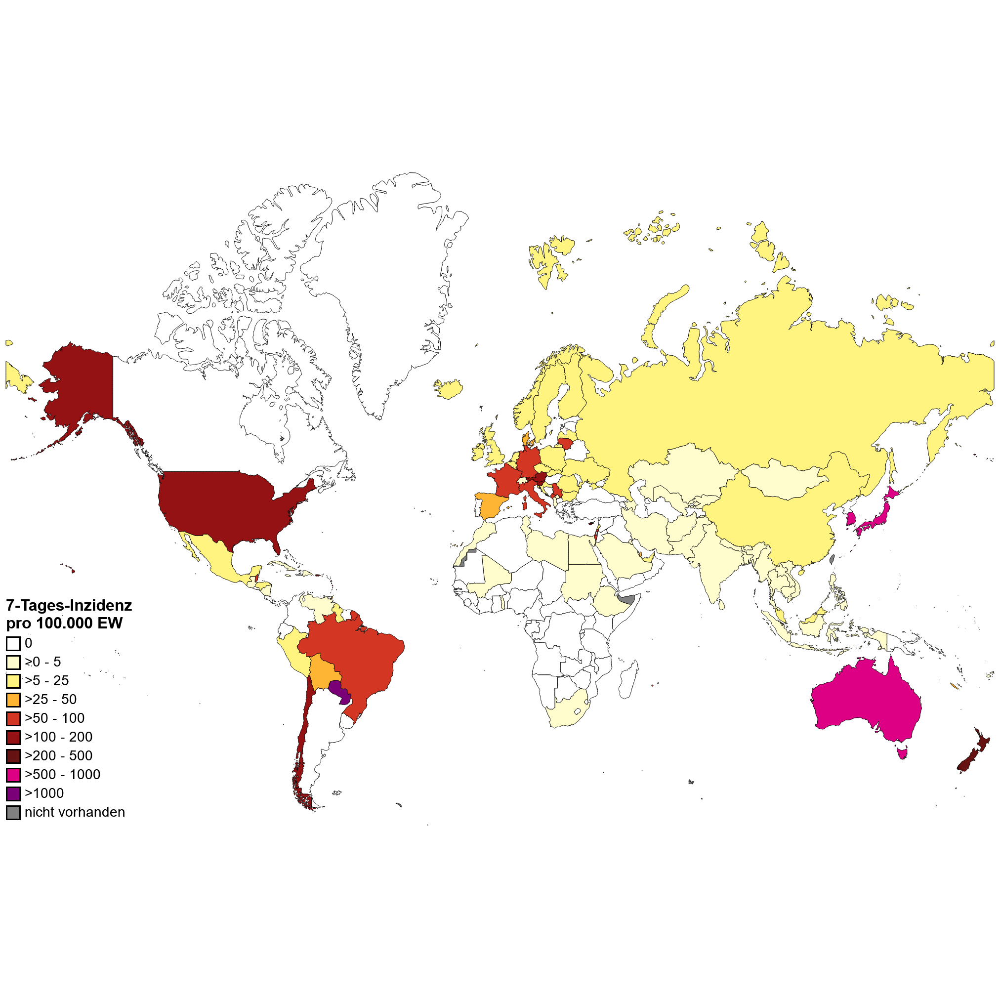 7-Tages-Inzidenz
pro 100.000 EW
0
>0 - 5
>5 - 25
>25 - 50
>50 - 100
>100 - 200
>200 - 500
>500 - 1000
>1000
nicht vorhanden